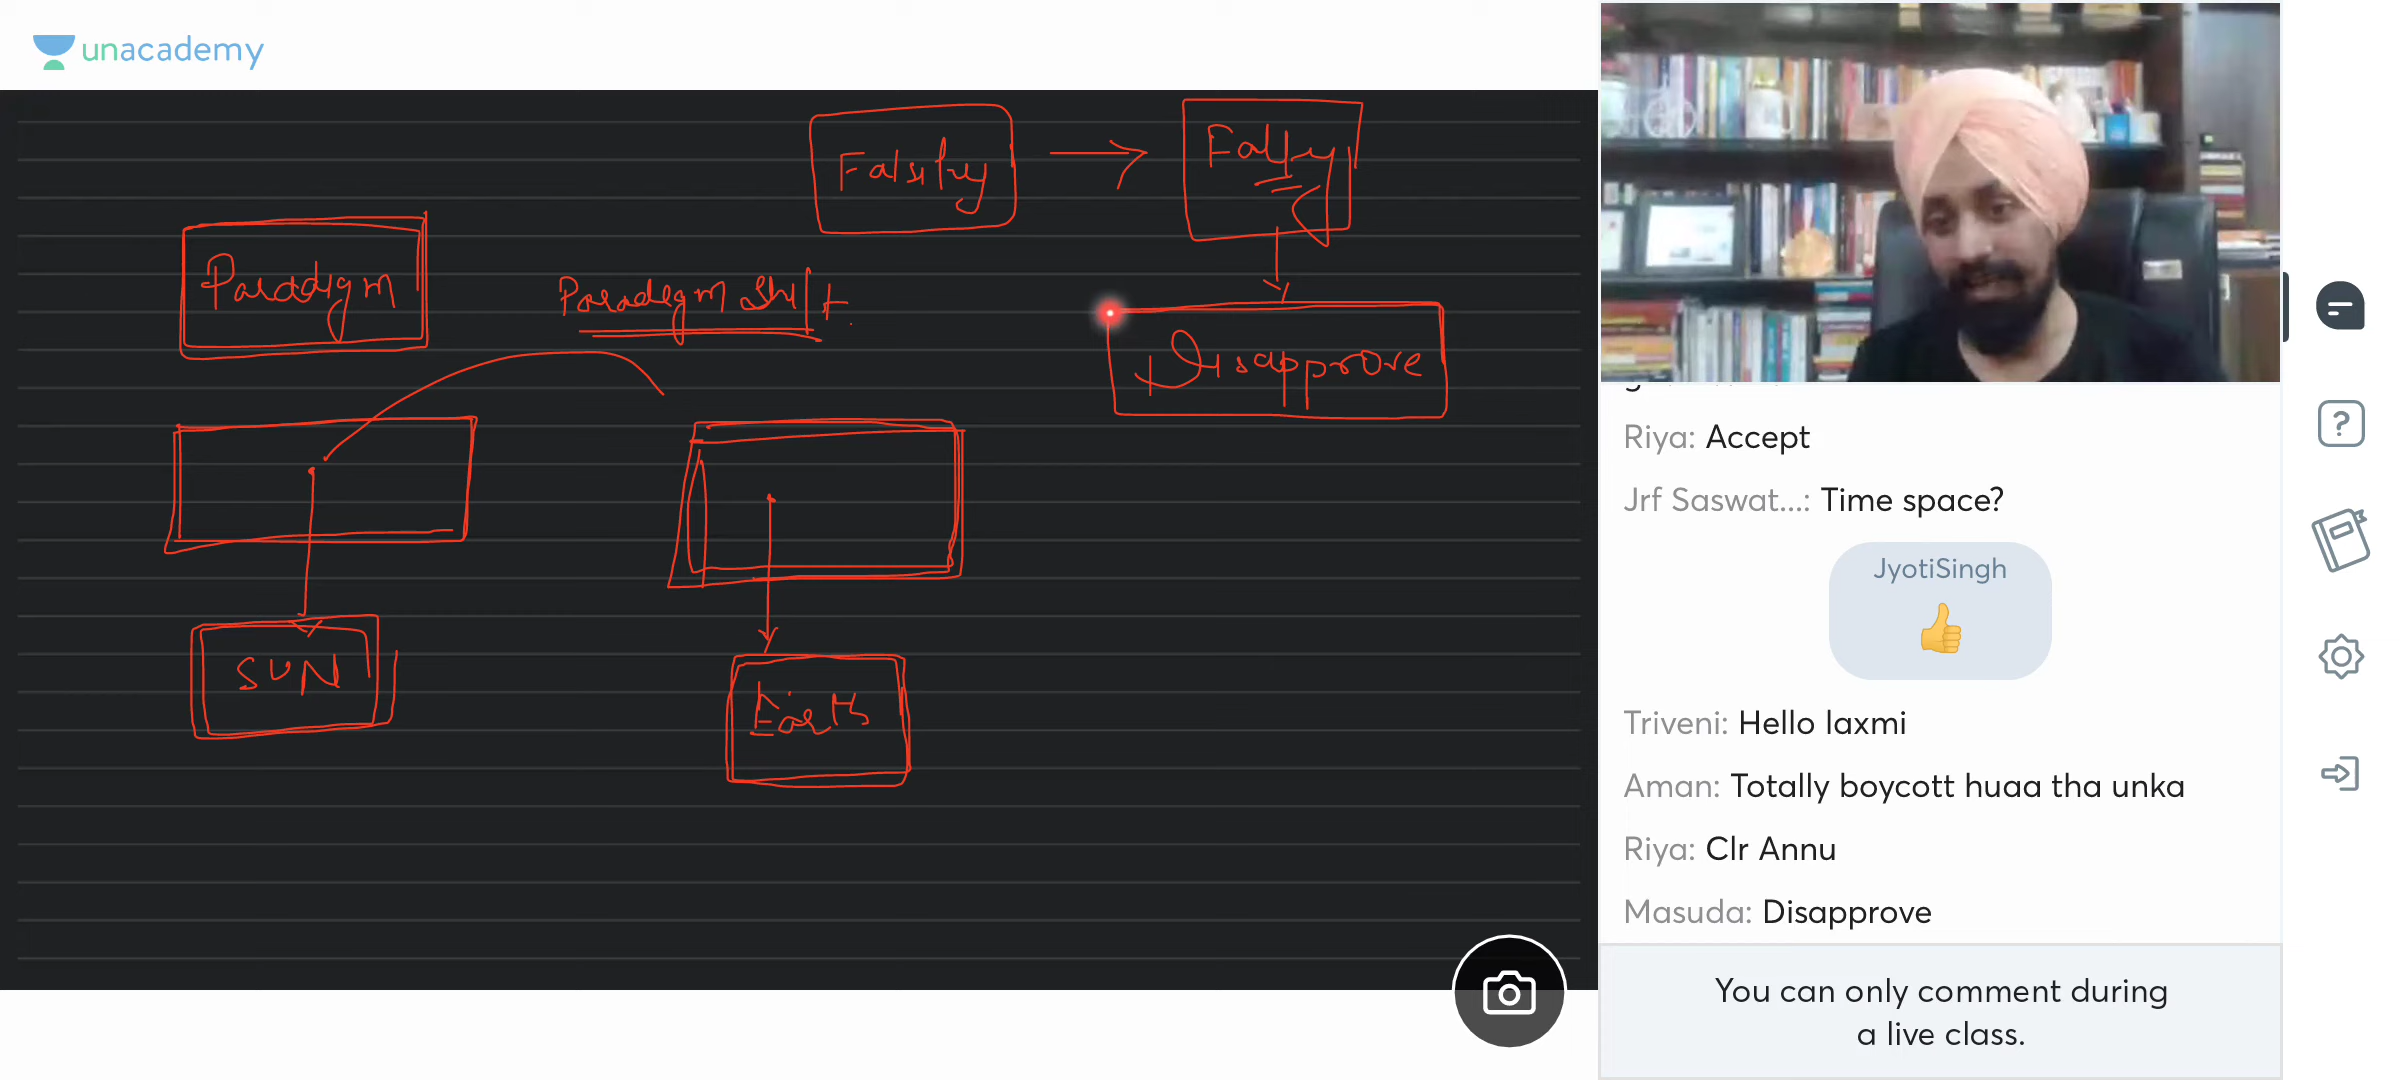 unacademy
Falsify
Falsify
Paradigm
Paradigm Shift
Disapprove
SUN
Earth
Riya: Accept
Jrf Saswat...: Time space?
JyotiSingh
👍
Triveni: Hello laxmi
Aman: Totally boycott huaa tha unka
Riya: Clr Annu
Masuda: Disapprove
You can only comment during
a live class.